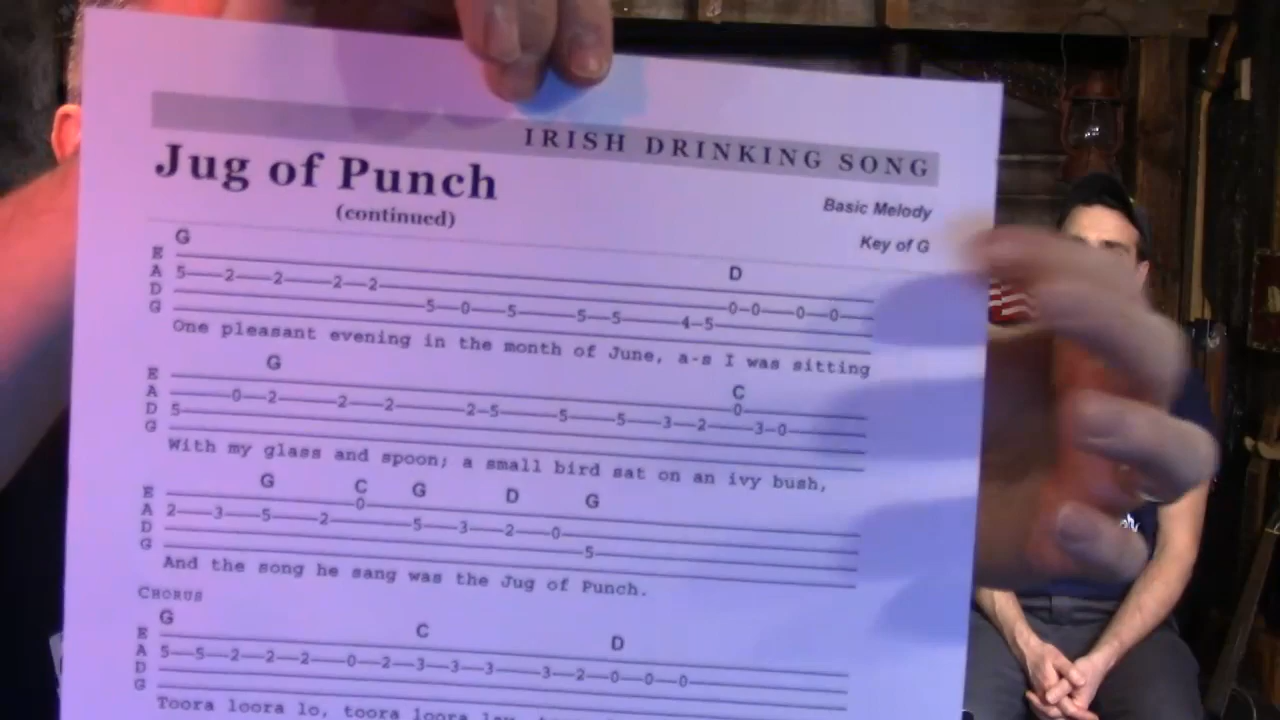 IRISH DRINKING SONG
Jug of Punch
(continued)
Basic Melody
Key of G
G D
E
A 5—2—2—2—2
D 5—0—5—5—5 0—0—0—0
G 4—5
One pleasant evening in the month of June, a-s I was sitting
G C
E 0
A 0—2—2—2—2—5—5—5—3—2 3—0
D 5
G
With my glass and spoon; a small bird sat on an ivy bush,
G C G D G
E 0
A 2—3—5—2 5—3—2—0
D
G 5
And the song he sang was the Jug of Punch.
CHORUS
G C D
E
A 5—5—2—2—2—0—2—3—3—3—3—2—0—0—0
D
G
Toora loora lo, toora loora